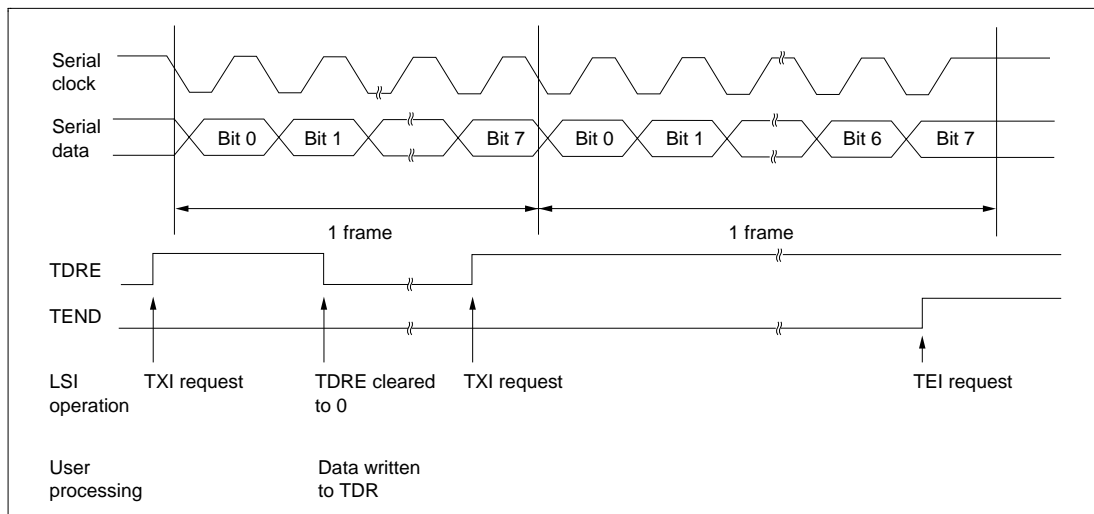 Serial
clock
Serial
data
Bit 0
Bit 1
Bit 7
Bit 0
Bit 1
Bit 6
Bit 7
1 frame
1 frame
TDRE
TEND
LSI
operation
TXI request
TDRE cleared
to 0
TXI request
TEI request
User
processing
Data written
to TDR